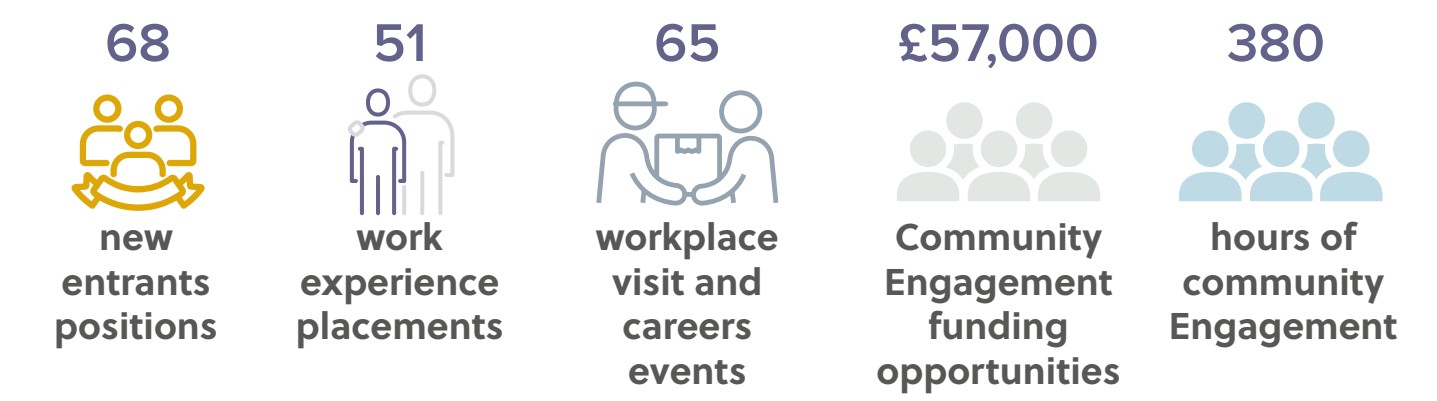 68
new
entrants
positions
51
work
experience
placements
65
workplace
visit and
careers
events
£57,000
Community
Engagement
funding
opportunities
380
hours of
community
Engagement